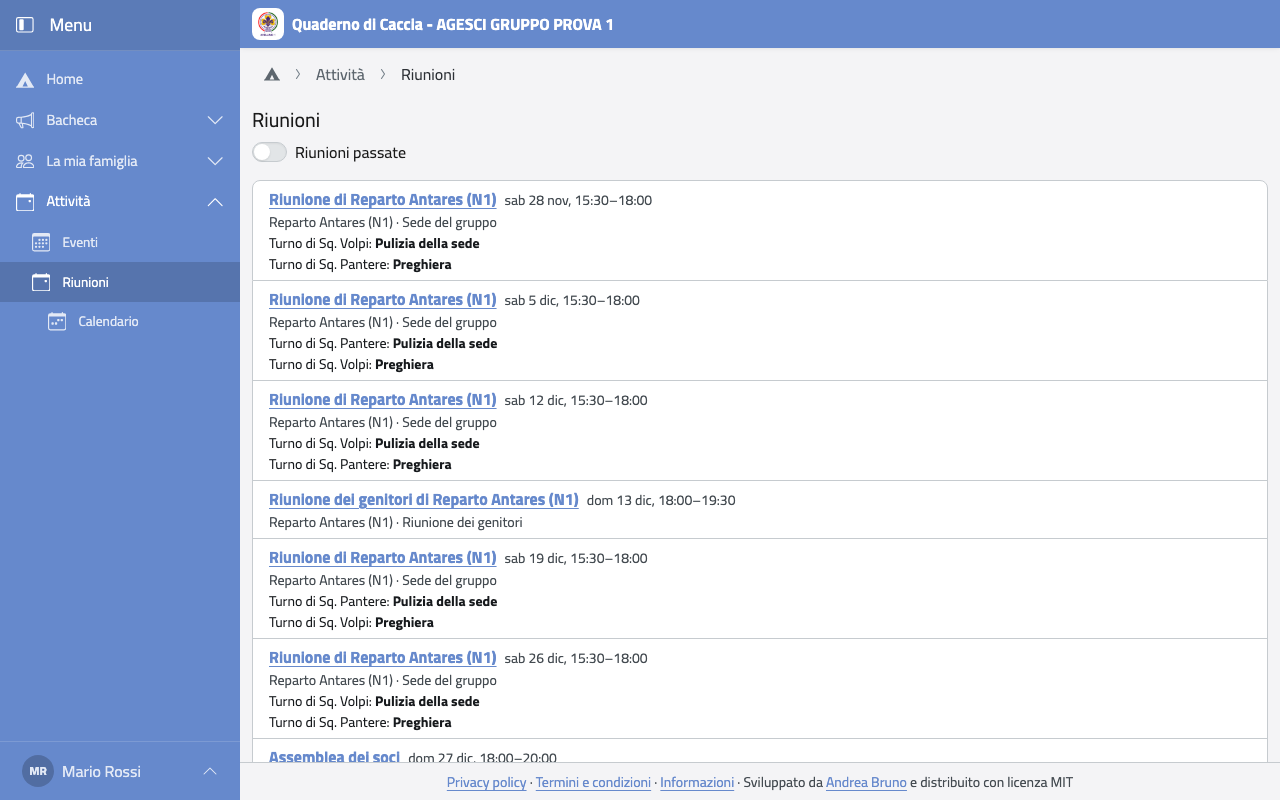 Menu
Home
Bacheca
La mia famiglia
Attività
Eventi
Riunioni
Calendario
MR Mario Rossi
Quaderno di Caccia - AGESCI GRUPPO PROVA 1
Attività Riunioni
Riunioni
Riunioni passate
Riunione di Reparto Antares (N1) sab 28 nov, 15:30–18:00
Reparto Antares (N1) · Sede del gruppo
Turno di Sq. Volpi: Pulizia della sede
Turno di Sq. Pantere: Preghiera
Riunione di Reparto Antares (N1) sab 5 dic, 15:30–18:00
Reparto Antares (N1) · Sede del gruppo
Turno di Sq. Pantere: Pulizia della sede
Turno di Sq. Volpi: Preghiera
Riunione di Reparto Antares (N1) sab 12 dic, 15:30–18:00
Reparto Antares (N1) · Sede del gruppo
Turno di Sq. Volpi: Pulizia della sede
Turno di Sq. Pantere: Preghiera
Riunione dei genitori di Reparto Antares (N1) dom 13 dic, 18:00–19:30
Reparto Antares (N1) · Riunione dei genitori
Riunione di Reparto Antares (N1) sab 19 dic, 15:30–18:00
Reparto Antares (N1) · Sede del gruppo
Turno di Sq. Pantere: Pulizia della sede
Turno di Sq. Volpi: Preghiera
Riunione di Reparto Antares (N1) sab 26 dic, 15:30–18:00
Reparto Antares (N1) · Sede del gruppo
Turno di Sq. Volpi: Pulizia della sede
Turno di Sq. Pantere: Preghiera
Assemblea dei soci dom 27 dic, 18:00–20:00
Privacy policy · Termini e condizioni · Informazioni · Sviluppato da Andrea Bruno e distribuito con licenza MIT